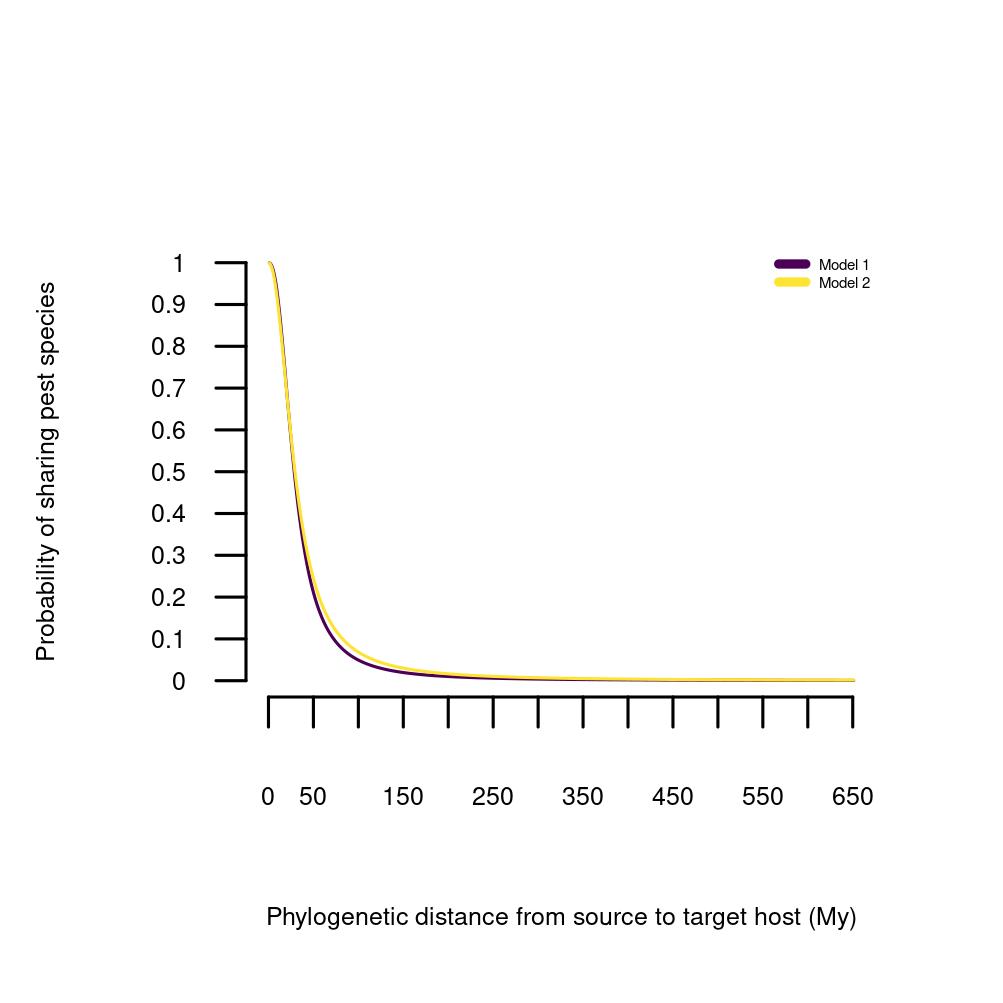 Probability of sharing pest species
1
0.9
0.8
0.7
0.6
0.5
0.4
0.3
0.2
0.1
0
Model 1
Model 2
0 50 150 250 350 450 550 650
Phylogenetic distance from source to target host (My)